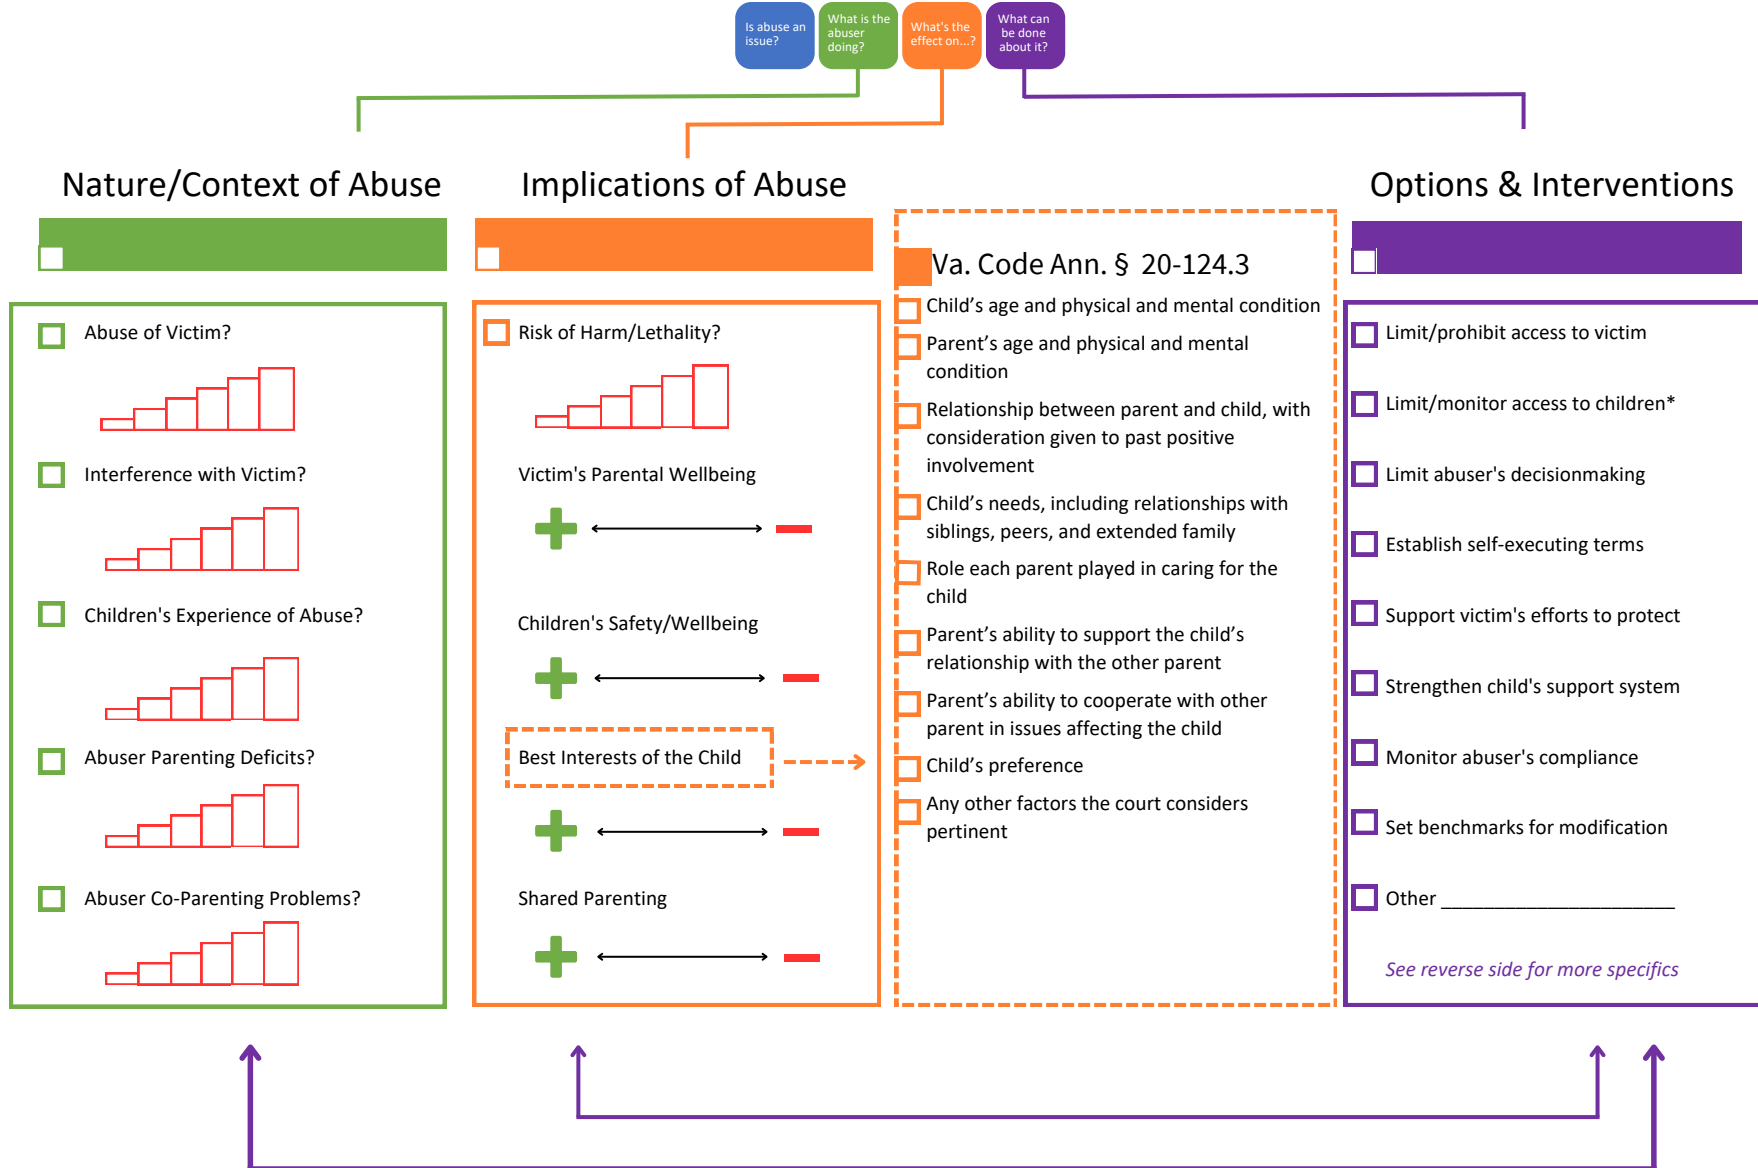 Is abuse an
issue?
What is the
abuser
doing?
What's the
effect on...?
What can
be done
about it?
Nature/Context of Abuse
Abuse of Victim?
Interference with Victim?
Children's Experience of Abuse?
Abuser Parenting Deficits?
Abuser Co-Parenting Problems?
Implications of Abuse
Risk of Harm/Lethality?
Victim's Parental Wellbeing
Children's Safety/Wellbeing
Best Interests of the Child
Shared Parenting
Va. Code Ann. § 20-124.3
Child’s age and physical and mental condition
Parent’s age and physical and mental
condition
Relationship between parent and child, with
consideration given to past positive
involvement
Child’s needs, including relationships with
siblings, peers, and extended family
Role each parent played in caring for the
child
Parent’s ability to support the child’s
relationship with the other parent
Parent’s ability to cooperate with other
parent in issues affecting the child
Child’s preference
Any other factors the court considers
pertinent
Options & Interventions
Limit/prohibit access to victim
Limit/monitor access to children*
Limit abuser's decisionmaking
Establish self-executing terms
Support victim's efforts to protect
Strengthen child's support system
Monitor abuser's compliance
Set benchmarks for modification
Other ______________________
See reverse side for more specifics